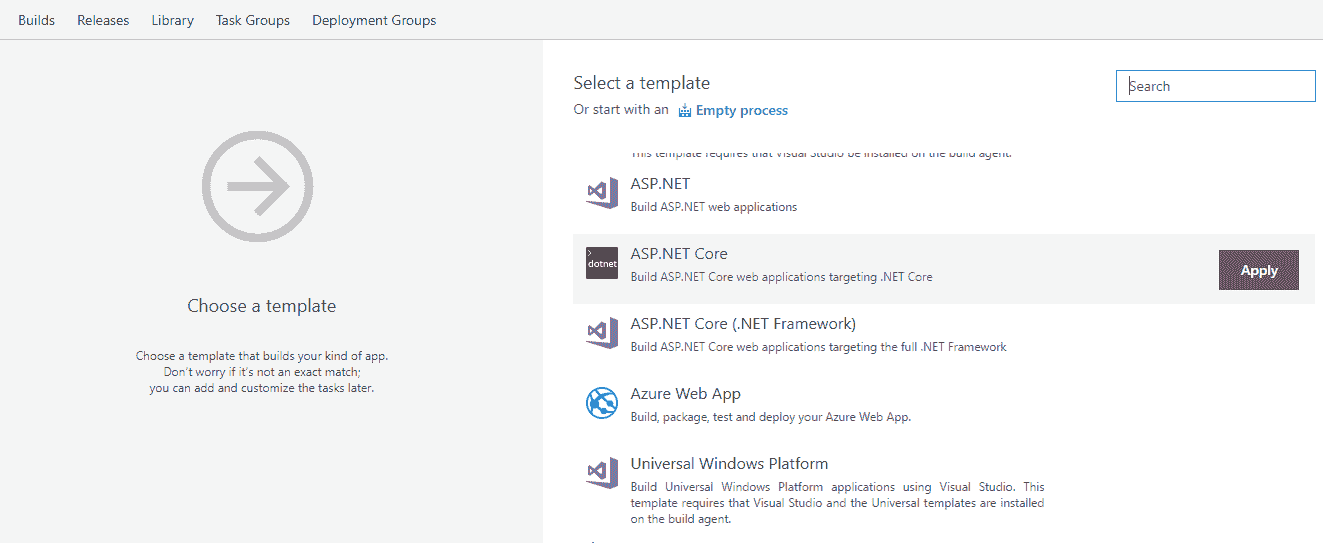 Builds Releases Library Task Groups Deployment Groups
Choose a template
Choose a template that builds your kind of app.
Don't worry if it's not an exact match;
you can add and customize the tasks later.
Select a template
Search
Or start with an Empty process
This template requires that Visual Studio be installed on the build agent.
ASP.NET
Build ASP.NET web applications
dotnet
ASP.NET Core
Build ASP.NET Core web applications targeting .NET Core
Apply
ASP.NET Core (.NET Framework)
Build ASP.NET Core web applications targeting the full .NET Framework
Azure Web App
Build, package, test and deploy your Azure Web App.
Universal Windows Platform
Build Universal Windows Platform applications using Visual Studio. This
template requires that Visual Studio and the Universal templates are installed
on the build agent.